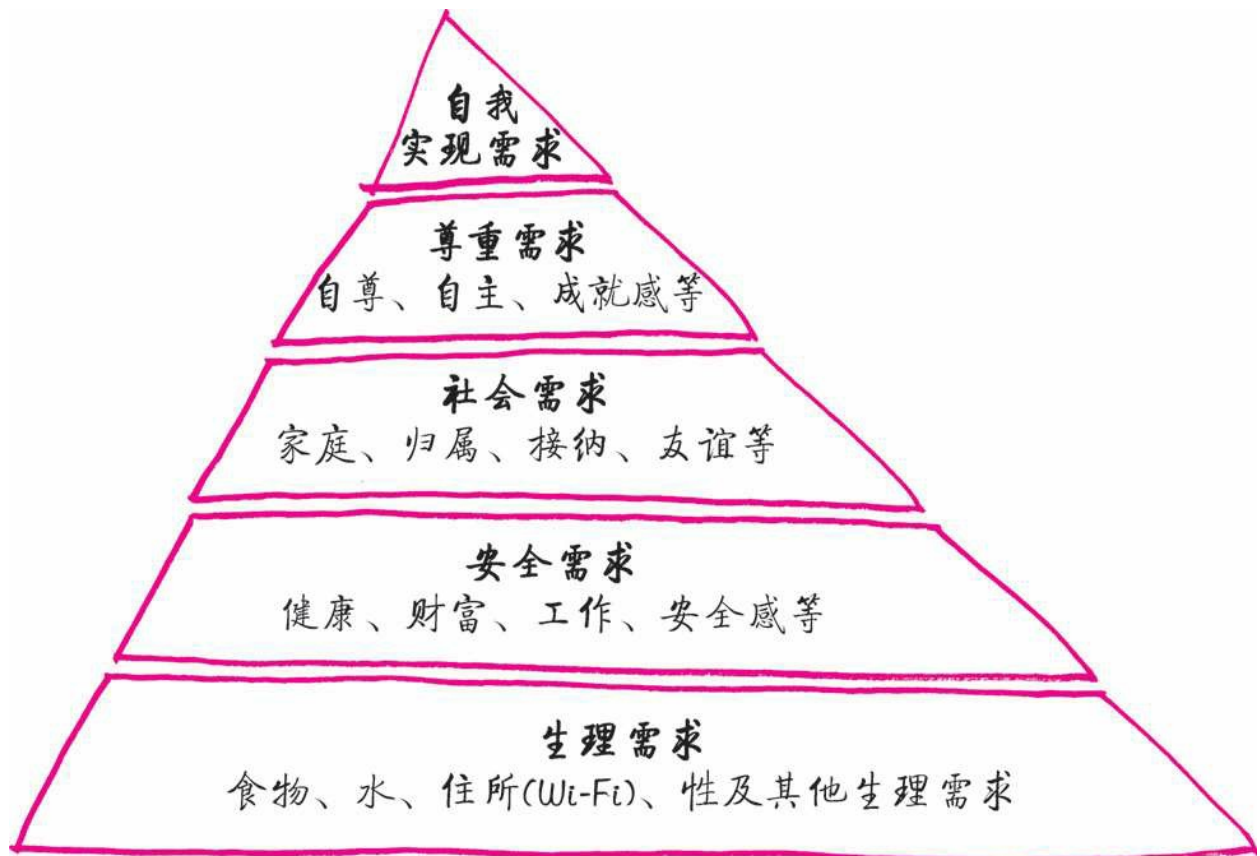 自我
实现需求
尊重需求
自尊、自主、成就感等
社会需求
家庭、归属、接纳、友谊等
安全需求
健康、财富、工作、安全感等
生理需求
食物、水、住所(Wi-Fi)、性及其他生理需求